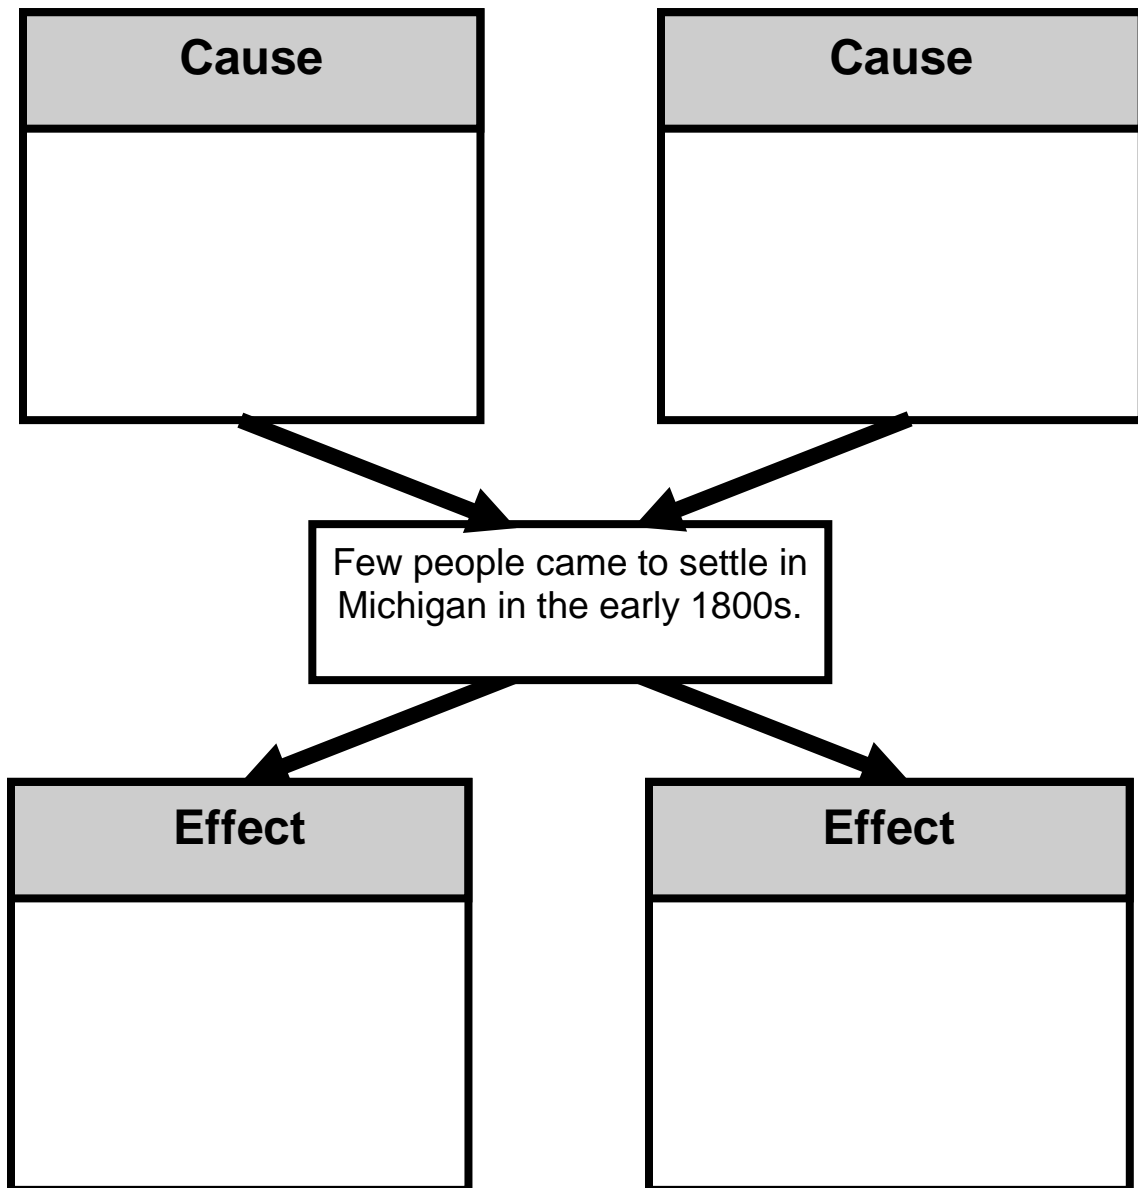 Cause
Cause
Few people came to settle in
Michigan in the early 1800s.
Effect
Effect